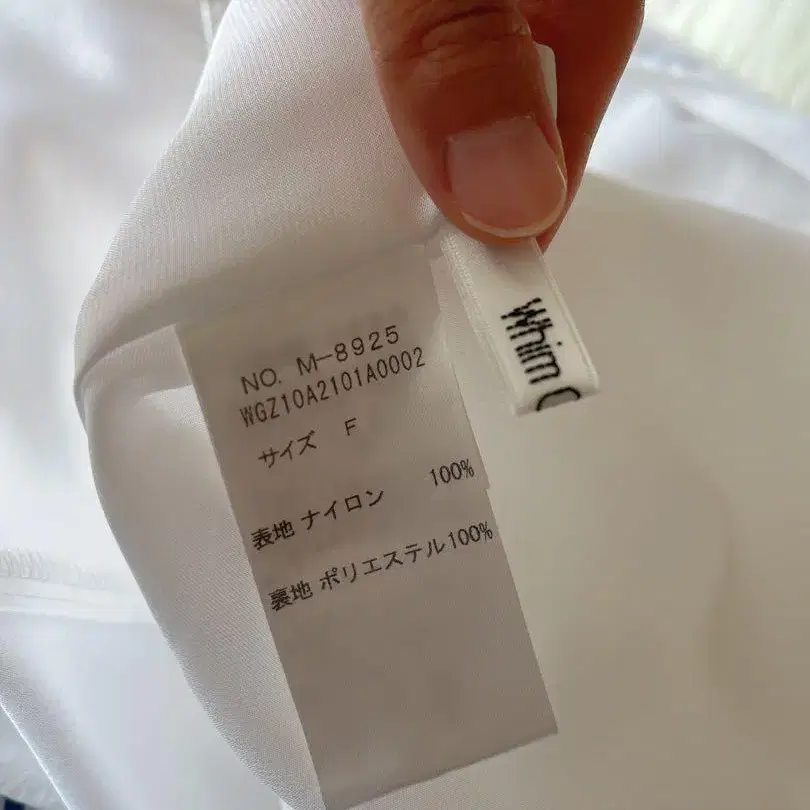 NO. M-8925
WGZ10A2101A0002
サイズ F
表地 ナイロン 100%
裏地 ポリエステル100%
Whim